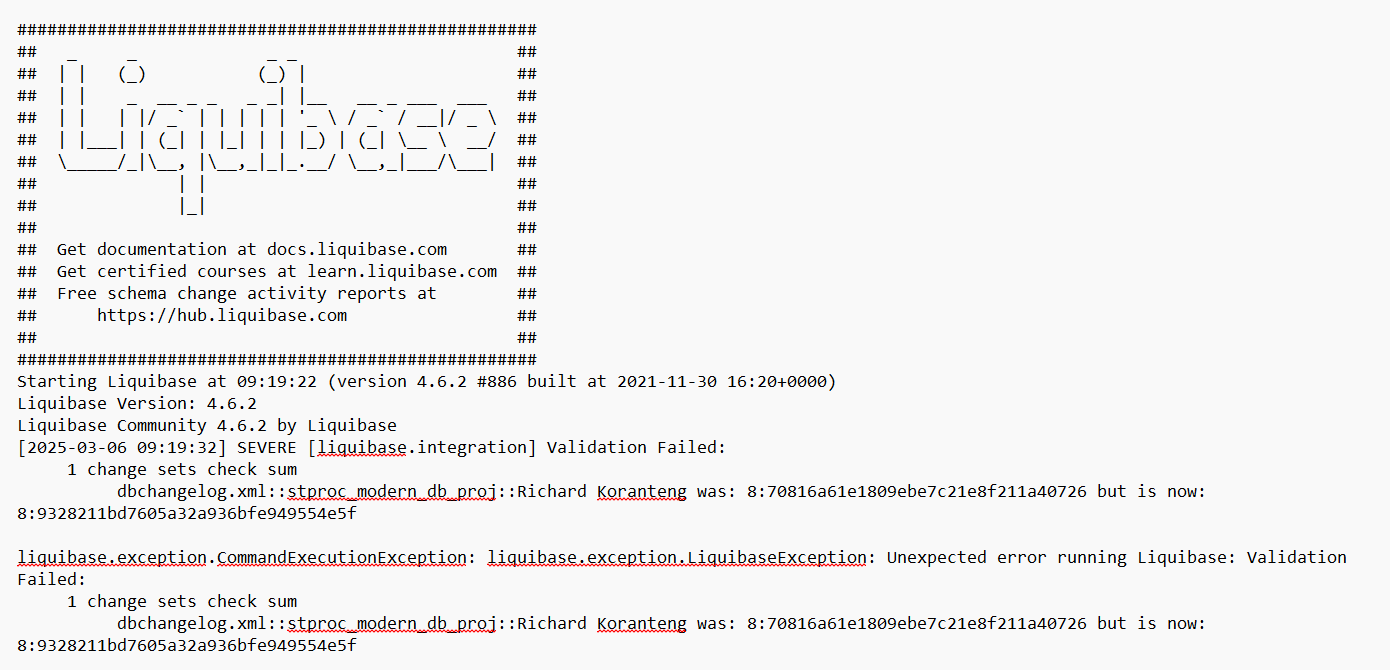 ####################################################
##   _     _             _ _                      ##
##  | |   (_)           (_) |                     ##
##  | |    _  __ _ _   _ _| |__   __ _ ___  ___   ##
##  | |   | |/ _` | | | | | '_ \ / _` / __|/ _ \  ##
##  | |___| | (_| | |_| | | |_) | (_| \__ \  __/  ##
##  \_____/_|\__, |\__,_|_|_.__/ \__,_|___/\___|  ##
##              | |                               ##
##              |_|                               ##
##                                                ##
##  Get documentation at docs.liquibase.com       ##
##  Get certified courses at learn.liquibase.com  ##
##  Free schema change activity reports at        ##
##      https://hub.liquibase.com                 ##
##                                                ##
####################################################
Starting Liquibase at 09:19:22 (version 4.6.2 #886 built at 2021-11-30 16:20+0000)
Liquibase Version: 4.6.2
Liquibase Community 4.6.2 by Liquibase
[2025-03-06 09:19:32] SEVERE [liquibase.integration] Validation Failed:
     1 change sets check sum
          dbchangelog.xml::stproc_modern_db_proj::Richard Koranteng was: 8:70816a61e1809ebe7c21e8f211a40726 but is now:
8:9328211bd7605a32a936bfe949554e5f
liquibase.exception.CommandExecutionException: liquibase.exception.LiquibaseException: Unexpected error running Liquibase: Validation
Failed:
     1 change sets check sum
          dbchangelog.xml::stproc_modern_db_proj::Richard Koranteng was: 8:70816a61e1809ebe7c21e8f211a40726 but is now:
8:9328211bd7605a32a936bfe949554e5f